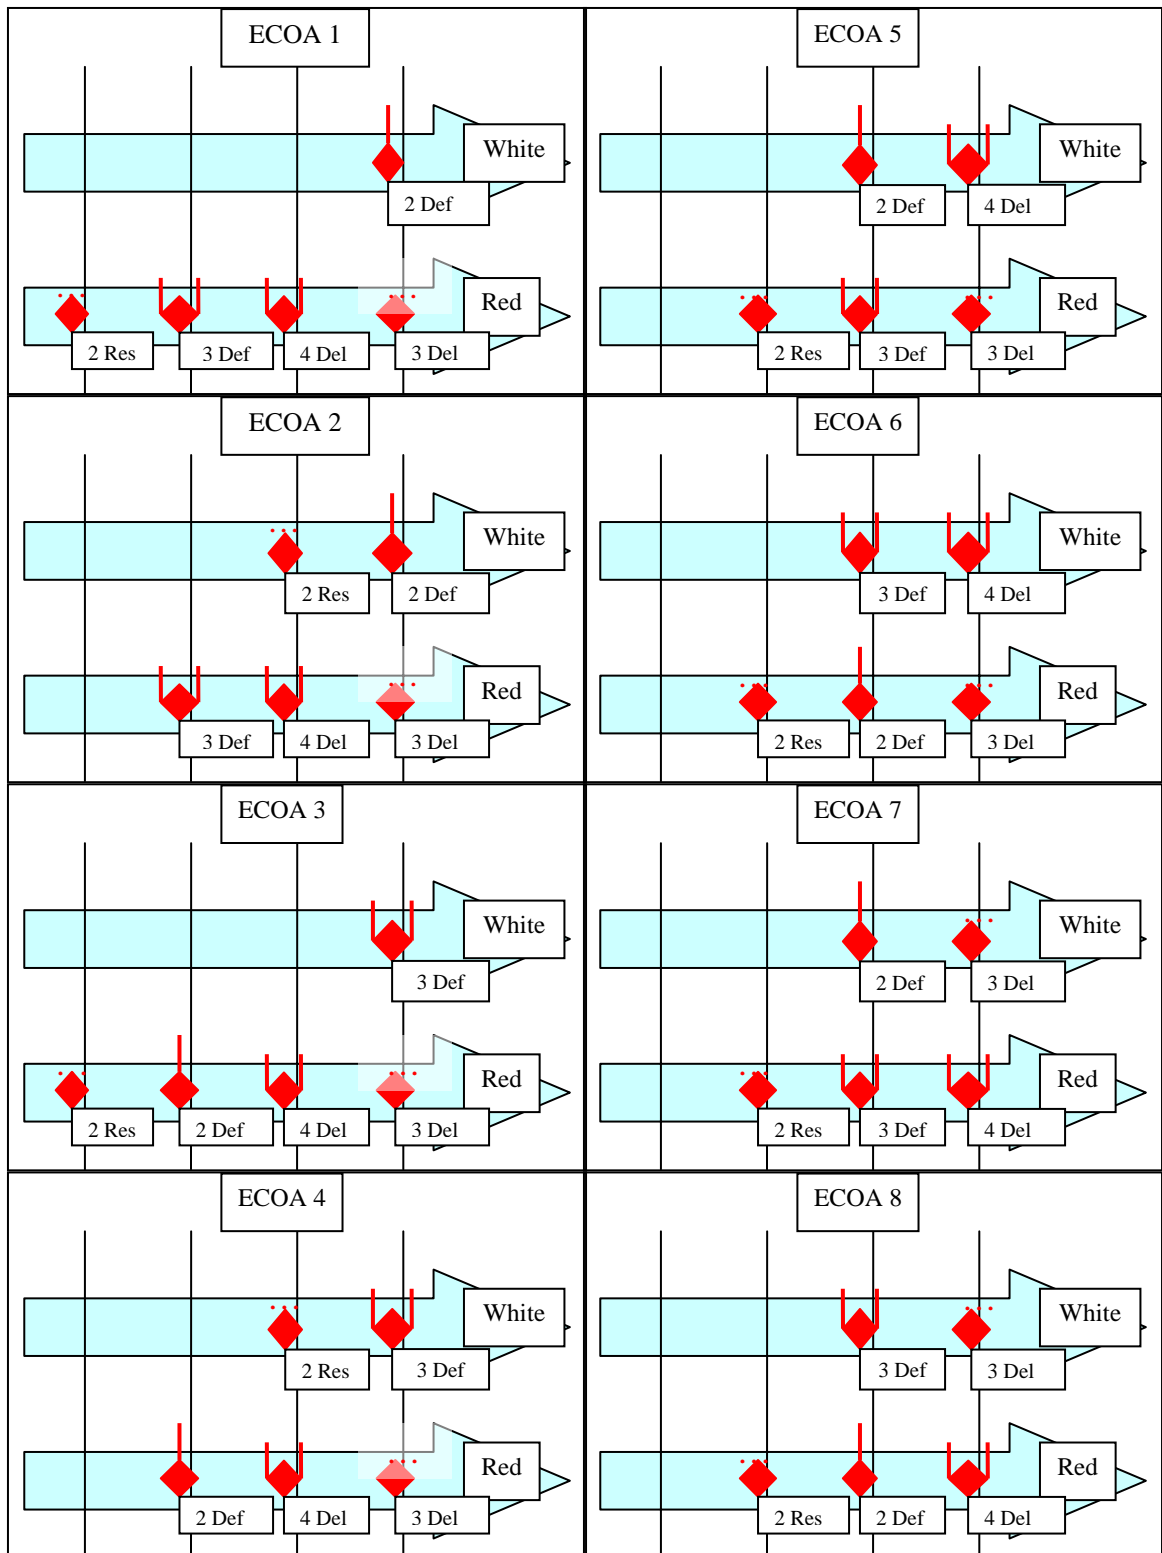 ECOA 1
White
2 Def
Red
2 Res
3 Def
4 Del
3 Del
ECOA 2
White
2 Res
2 Def
Red
3 Def
4 Del
3 Del
ECOA 3
White
3 Def
Red
2 Res
2 Def
4 Del
3 Del
ECOA 4
White
2 Res
3 Def
Red
2 Def
4 Del
3 Del
ECOA 5
White
2 Def
4 Del
Red
2 Res
3 Def
3 Del
ECOA 6
White
3 Def
4 Del
Red
2 Res
2 Def
3 Del
ECOA 7
White
2 Def
3 Del
Red
2 Res
3 Def
4 Del
ECOA 8
White
3 Def
3 Del
Red
2 Res
2 Def
4 Del